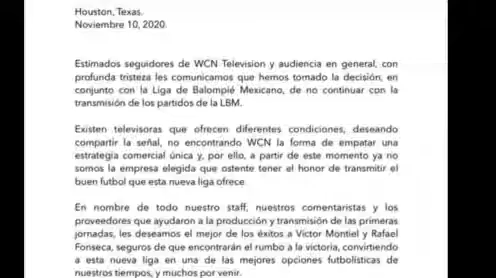 Houston, Texas.
Noviembre 10, 2020.
Estimados seguidores de WCN Television y audiencia en general, con
profunda tristeza les comunicamos que hemos tomado la decisión, en
conjunto con la Liga de Balompié Mexicano, de no continuar con la
transmisión de los partidos de la LBM.
Existen televisoras que ofrecen diferentes condiciones, deseando
compartir la señal, no encontrando WCN la forma de empatar una
estrategia comercial única y, por ello, a partir de este momento ya no
somos la empresa elegida que ostente tener el honor de transmitir el
buen futbol que esta nueva liga ofrece.
En nombre de todo nuestro staff, nuestros comentaristas y los
proveedores que ayudaron a la producción y transmisión de las primeras
jornadas, les deseamos el mejor de los éxitos a Víctor Montiel y Rafael
Fonseca, seguros de que encontrarán el rumbo a la victoria, convirtiendo
a esta nueva liga en una de las mejores opciones futbolísticas de
nuestros tiempos, y muchos por venir.